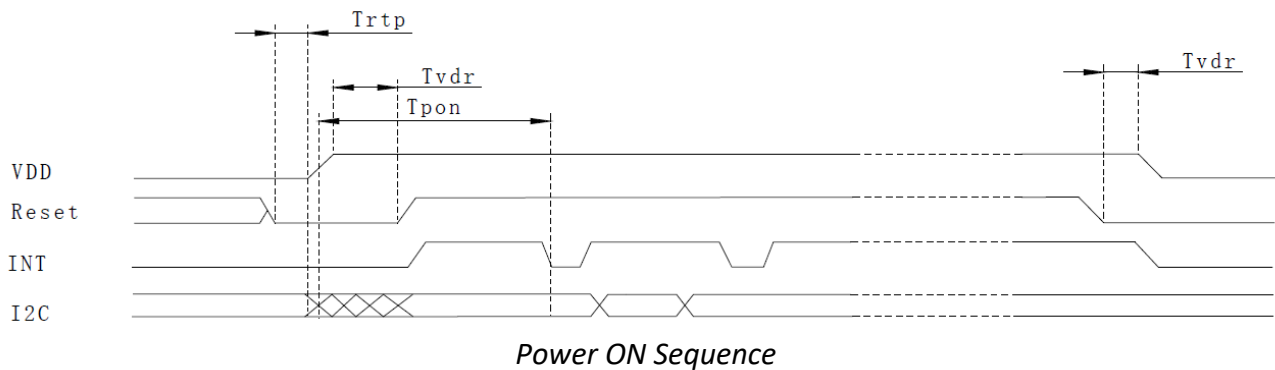 Trtp
Tvdr
Tvdr
Tpon
VDD
Reset
INT
I2C
Power ON Sequence